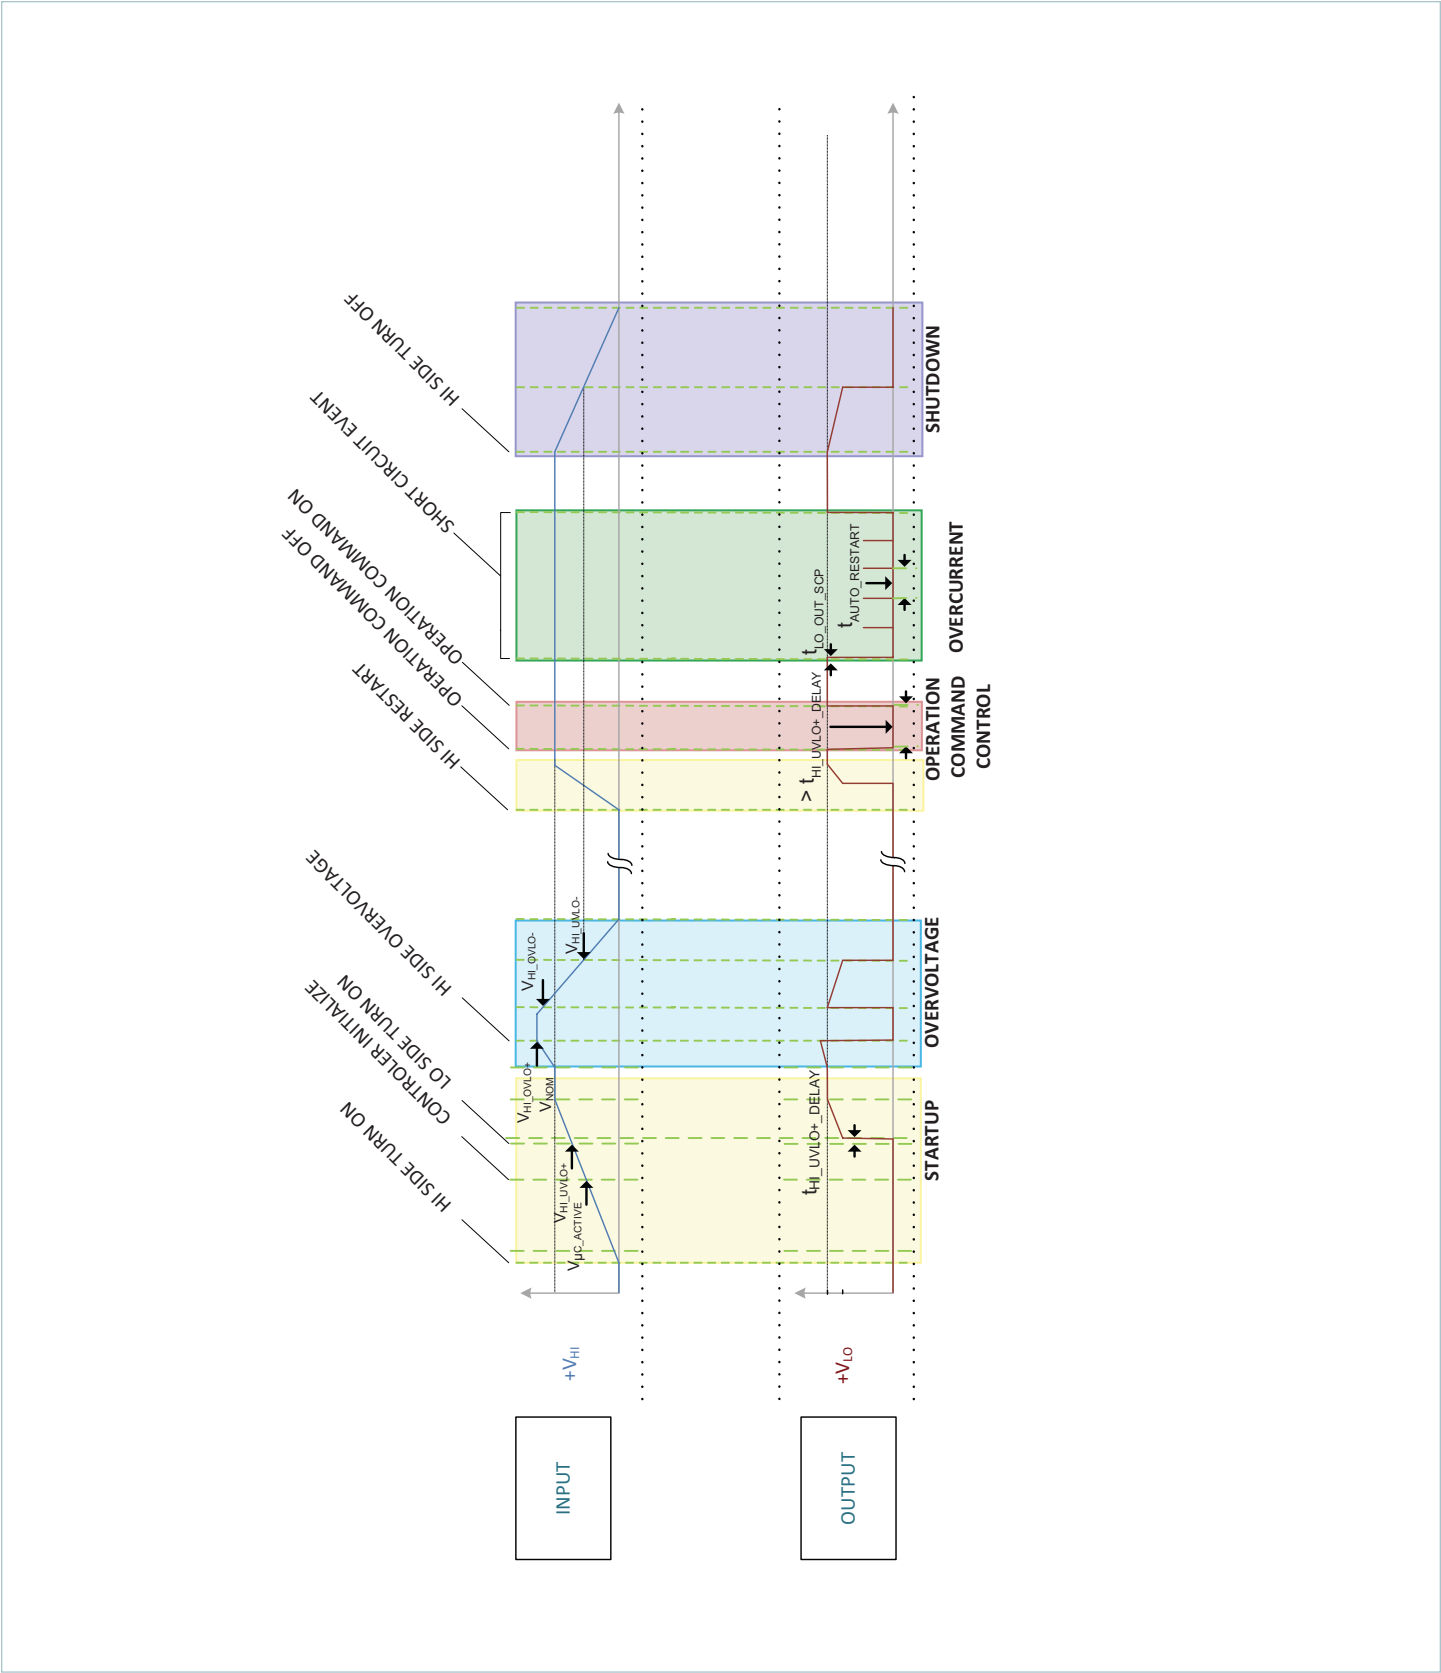 HI SIDE TURN ON
CONTROLER INITIALIZE
LO SIDE TURN ON
HI SIDE OVERVOLTAGE
HI SIDE RESTART
OPERATION COMMAND OFF
OPERATION COMMAND ON
SHORT CIRCUIT EVENT
HI SIDE TURN OFF
INPUT
+VHI
VµC_ACTIVE
VHI_UVLO+
VHI_OVLO+
VNOM
VHI_OVLO-
VHI_UVLO-
OUTPUT
+VLO
tHI_UVLO+_DELAY
> tHI_UVLO+_DELAY
tLO_OUT_SCP
tAUTO_RESTART
STARTUP
OVERVOLTAGE
OPERATION
COMMAND
CONTROL
OVERCURRENT
SHUTDOWN